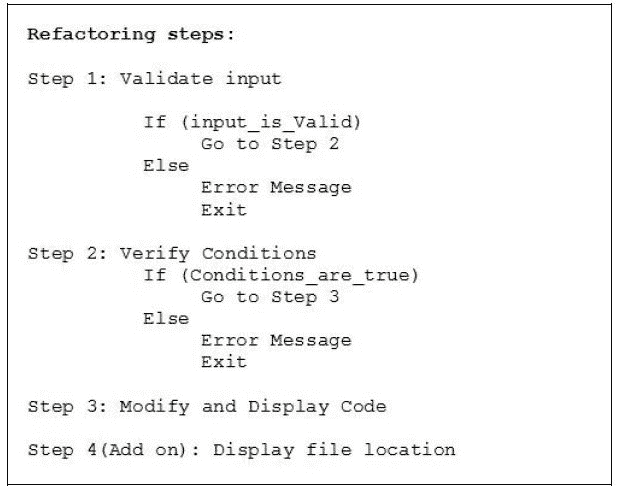 Refactoring steps:
Step 1: Validate input
If (input_is_Valid)
Go to Step 2
Else
Error Message
Exit
Step 2: Verify Conditions
If (Conditions_are_true)
Go to Step 3
Else
Error Message
Exit
Step 3: Modify and Display Code
Step 4(Add on): Display file location